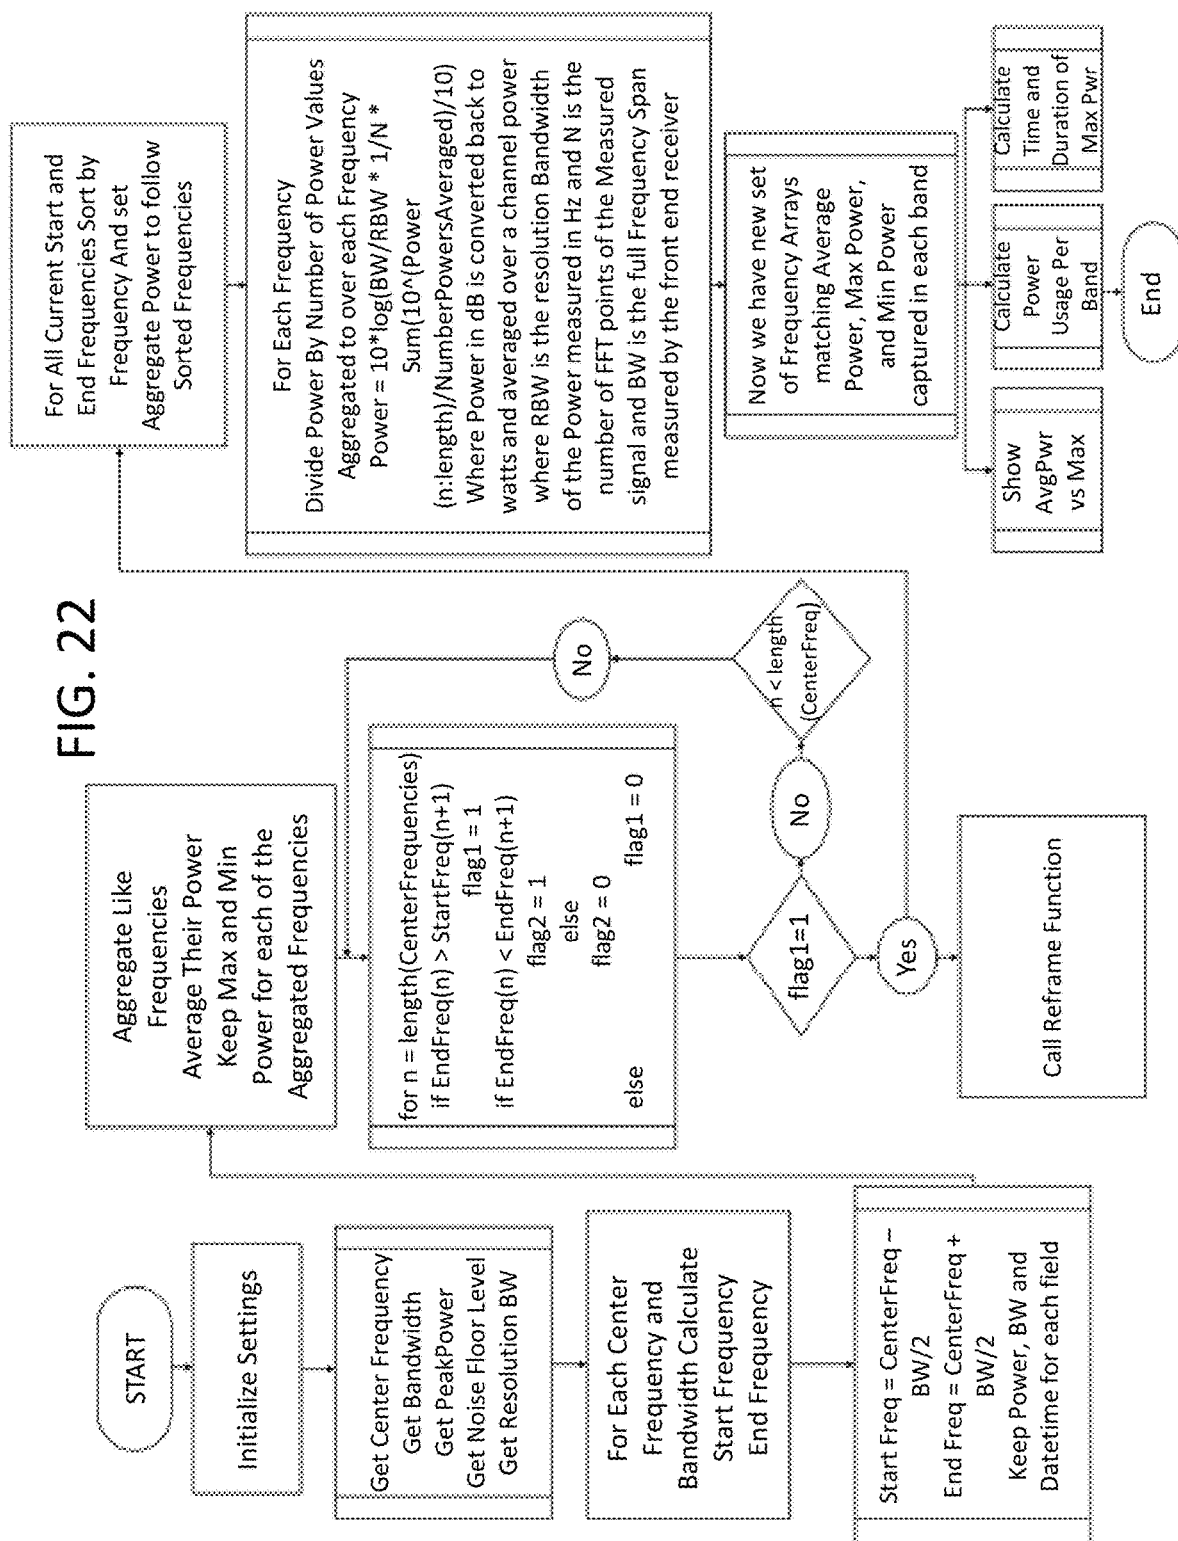 FIG. 22
START
Initialize Settings
Get Center Frequency
Get Bandwidth
Get PeakPower
Get Noise Floor Level
Get Resolution BW
For Each Center
Frequency and
Bandwidth Calculate
Start Frequency
End Frequency
Start Freq = CenterFreq –
BW/2
End Freq = CenterFreq +
BW/2
Keep Power, BW and
Datetime for each field
Aggregate Like
Frequencies
Average Their Power
Keep Max and Min
Power for each of the
Aggregated Frequencies
for n = length(CenterFrequencies)
if EndFreq(n) > StartFreq(n+1)
flag1 = 1
if EndFreq(n) < EndFreq(n+1)
flag2 = 1
else
flag2 = 0
else flag1 = 0
flag1=1
No
n < length
(CenterFreq)
No
Yes
Call Reframe Function
For All Current Start and
End Frequencies Sort by
Frequency And set
Aggregate Power to follow
Sorted Frequencies
For Each Frequency
Divide Power By Number of Power Values
Aggregated to over each Frequency
Power = 10*log(BW/RBW * 1/N *
Sum(10^(Power
(n:length)/NumberPowersAveraged)/10)
Where Power in dB is converted back to
watts and averaged over a channel power
where RBW is the resolution Bandwidth
of the Power measured in Hz and N is the
number of FFT points of the Measured
signal and BW is the full Frequency Span
measured by the front end receiver
Now we have new set
of Frequency Arrays
matching Average
Power, Max Power,
and Min Power
captured in each band
Show
AvgPwr
vs Max
Calculate
Power
Usage Per
Band
Calculate
Time and
Duration of
Max Pwr
End